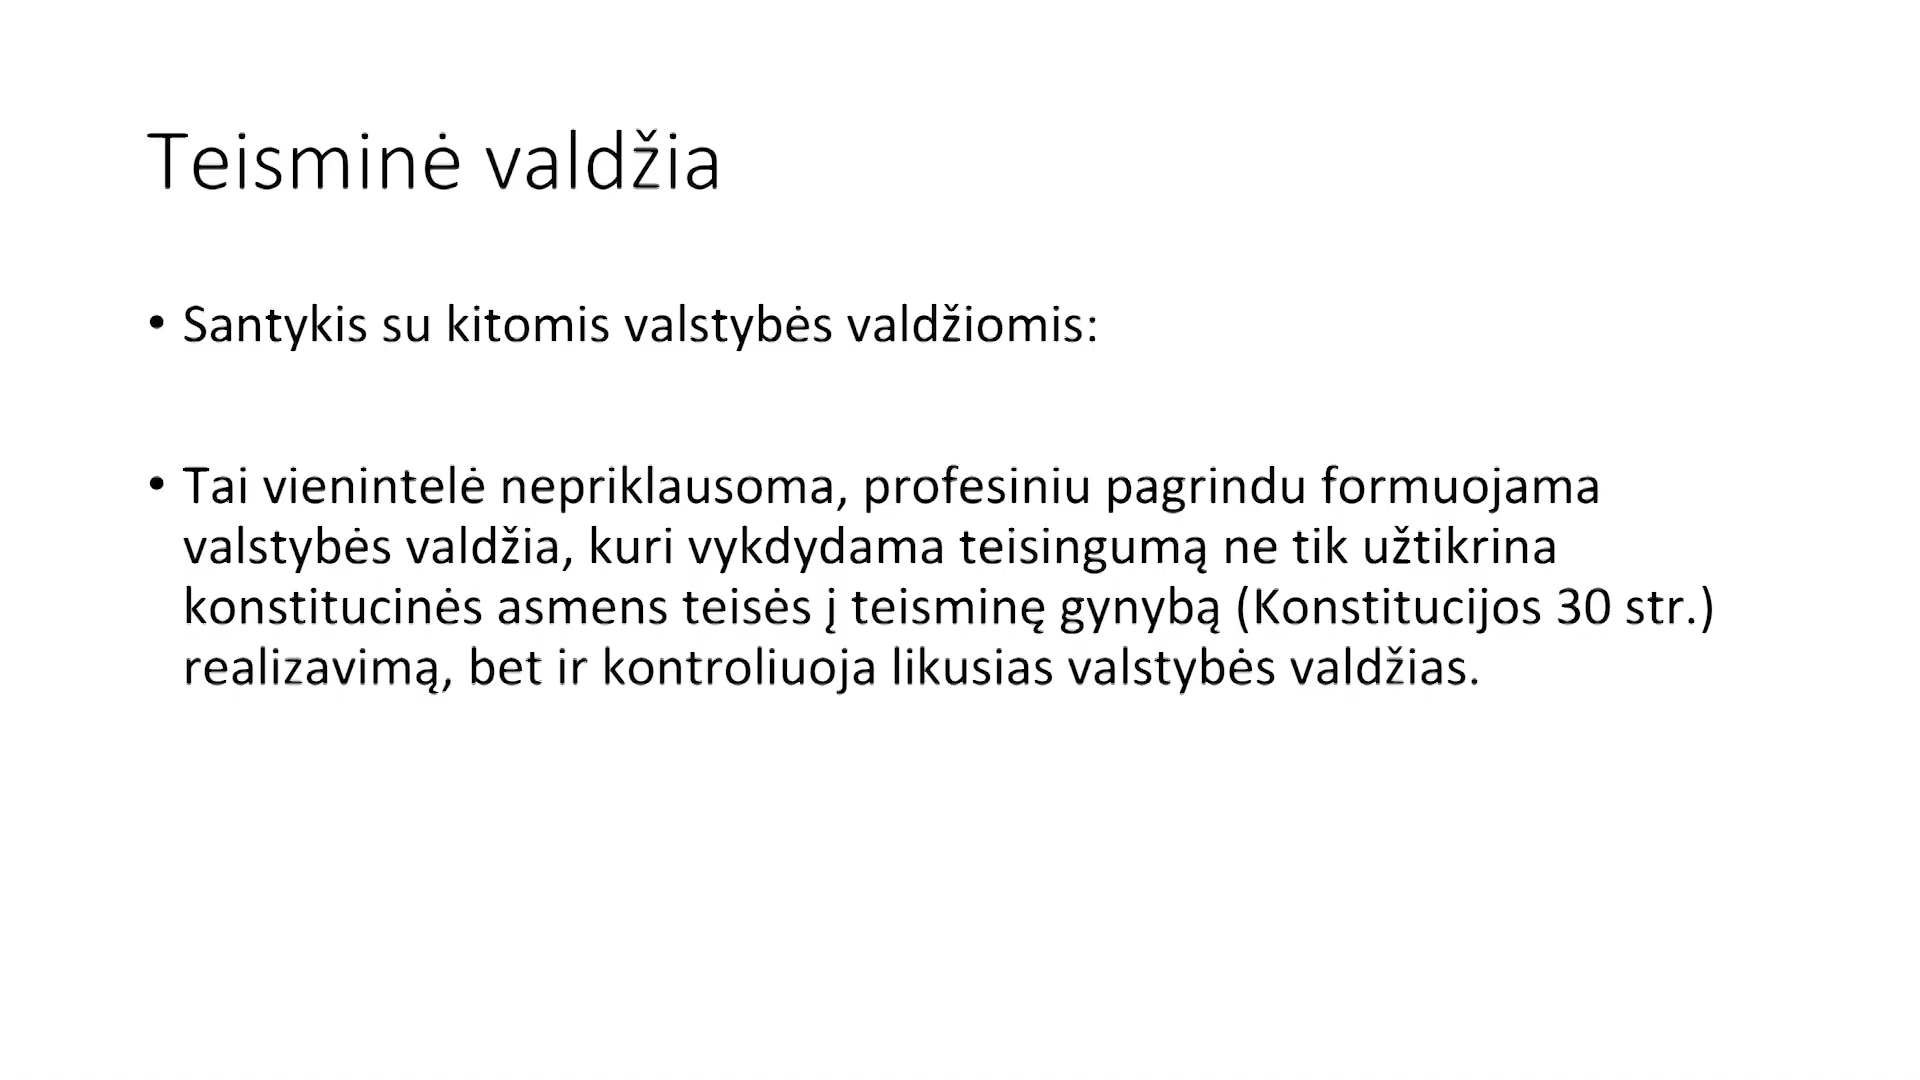 Teisminė valdžia
• Santykis su kitomis valstybės valdžiomis:
• Tai vienintelė nepriklausoma, profesiniu pagrindu formuojama
valstybės valdžia, kuri vykdydama teisingumą ne tik užtikrina
konstitucinės asmens teisės į teisminę gynybą (Konstitucijos 30 str.)
realizavimą, bet ir kontroliuoja likusias valstybės valdžias.